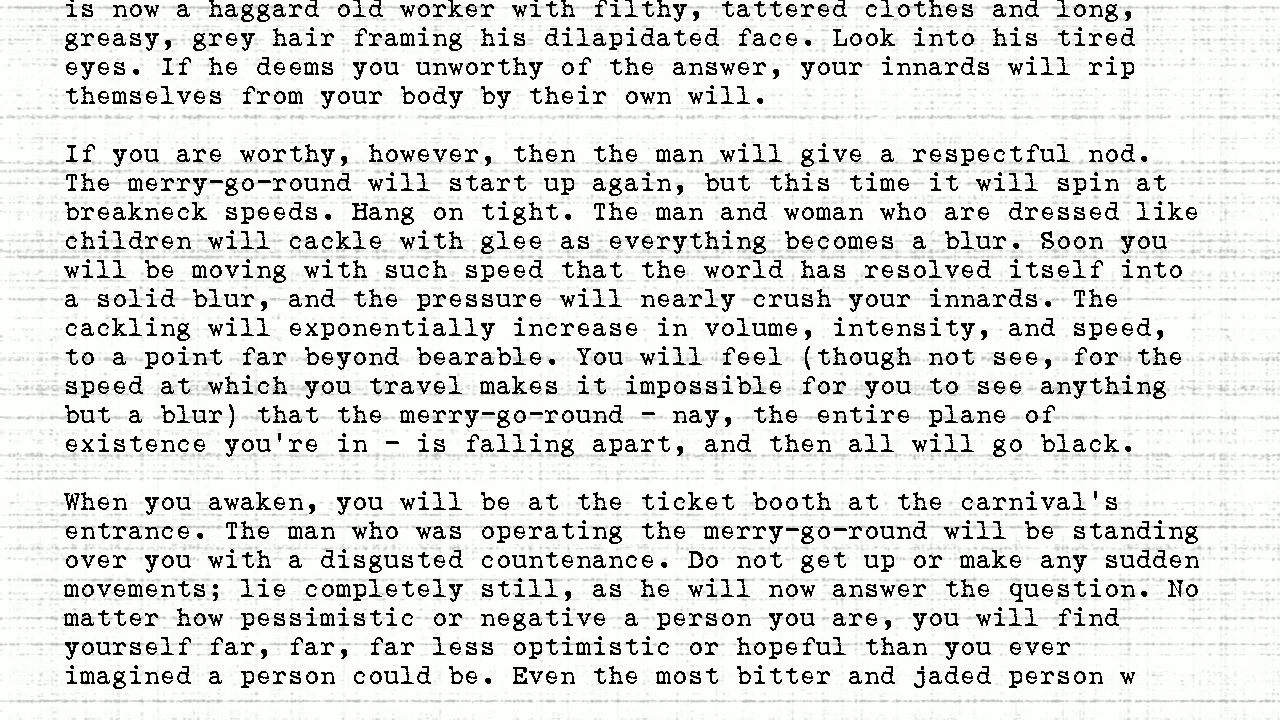 is now a haggard old worker with filthy, tattered clothes and long,
greasy, grey hair framing his dilapidated face. Look into his tired
eyes. If he deems you unworthy of the answer, your innards will rip
themselves from your body by their own will.
If you are worthy, however, then the man will give a respectful nod.
The merry-go-round will start up again, but this time it will spin at
breakneck speeds. Hang on tight. The man and woman who are dressed like
children will cackle with glee as everything becomes a blur. Soon you
will be moving with such speed that the world has resolved itself into
a solid blur, and the pressure will nearly crush your innards. The
cackling will exponentially increase in volume, intensity, and speed,
to a point far beyond bearable. You will feel (though not see, for the
speed at which you travel makes it impossible for you to see anything
but a blur) that the merry-go-round - nay, the entire plane of
existence you're in - is falling apart, and then all will go black.
When you awaken, you will be at the ticket booth at the carnival's
entrance. The man who was operating the merry-go-round will be standing
over you with a disgusted countenance. Do not get up or make any sudden
movements; lie completely still, as he will now answer the question. No
matter how pessimistic or negative a person you are, you will find
yourself far, far, far less optimistic or hopeful than you ever
imagined a person could be. Even the most bitter and jaded person w